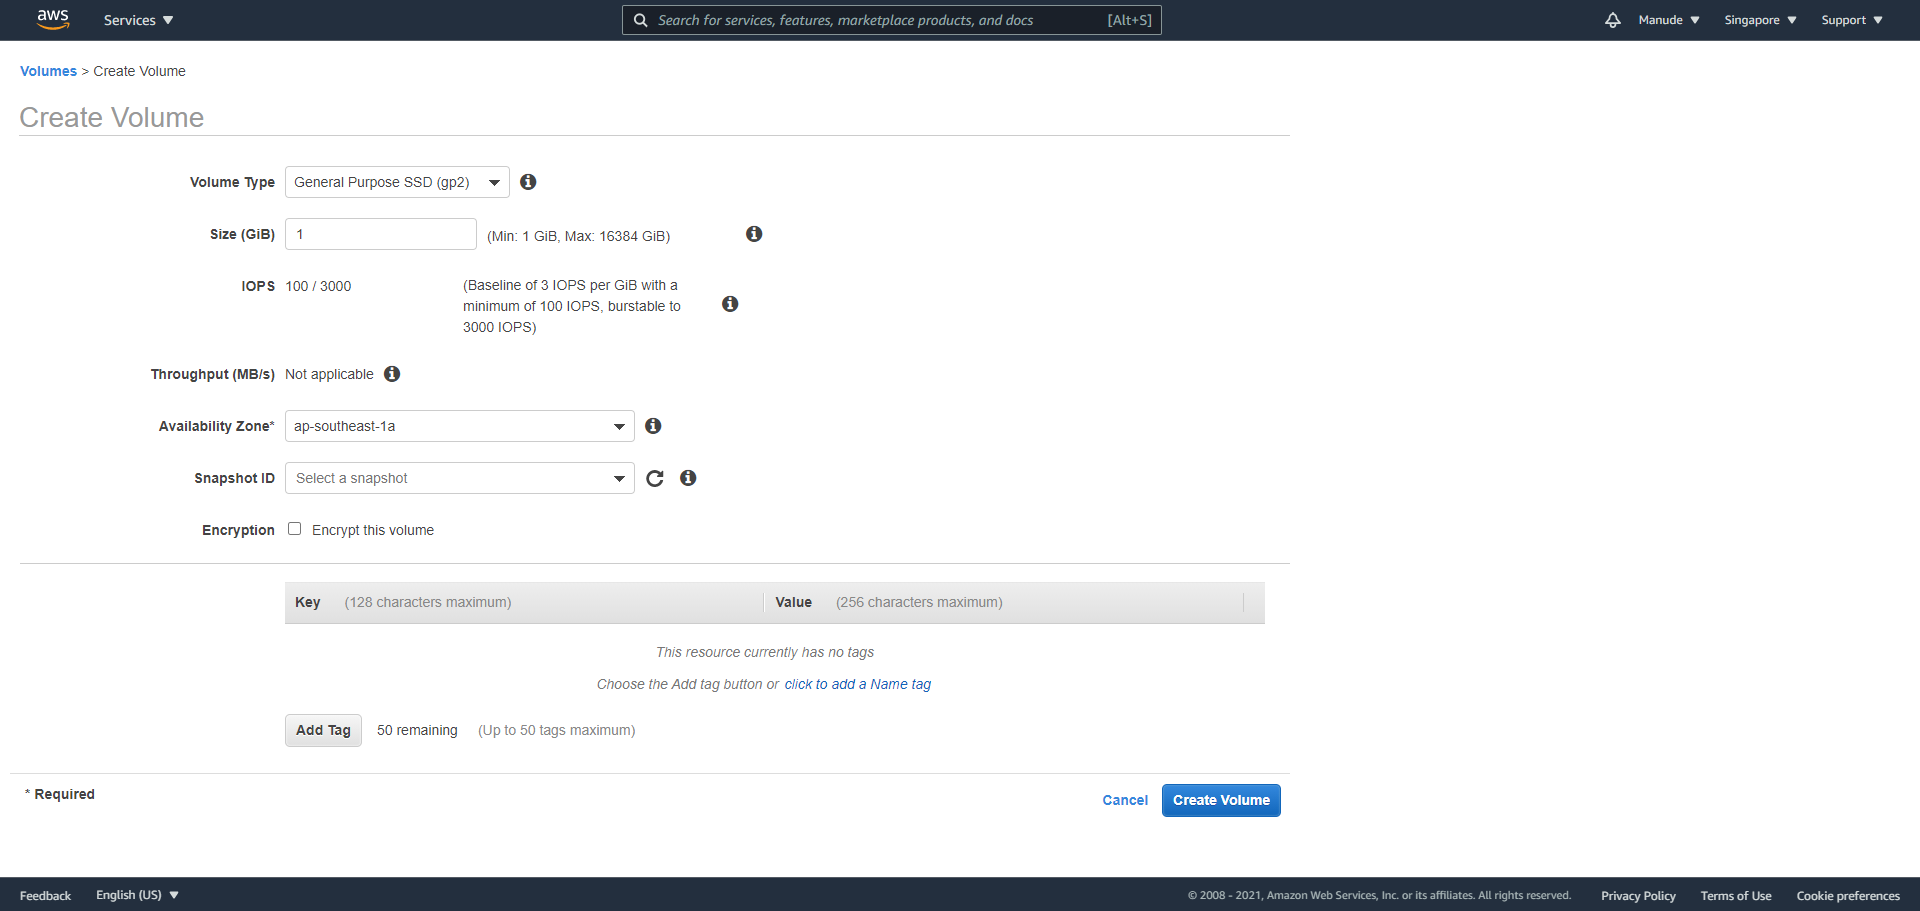 aws
Services
Search for services, features, marketplace products, and docs [Alt+S]
Manude
Singapore
Support
Volumes > Create Volume
Create Volume
Volume Type General Purpose SSD (gp2)
Size (GiB) 1 (Min: 1 GiB, Max: 16384 GiB)
IOPS 100 / 3000 (Baseline of 3 IOPS per GiB with a
minimum of 100 IOPS, burstable to
3000 IOPS)
Throughput (MB/s) Not applicable
Availability Zone* ap-southeast-1a
Snapshot ID Select a snapshot
Encryption Encrypt this volume
Key (128 characters maximum) Value (256 characters maximum)
This resource currently has no tags
Choose the Add tag button or click to add a Name tag
Add Tag 50 remaining (Up to 50 tags maximum)
* Required
Cancel Create Volume
Feedback English (US) © 2008 - 2021, Amazon Web Services, Inc. or its affiliates. All rights reserved. Privacy Policy Terms of Use Cookie preferences